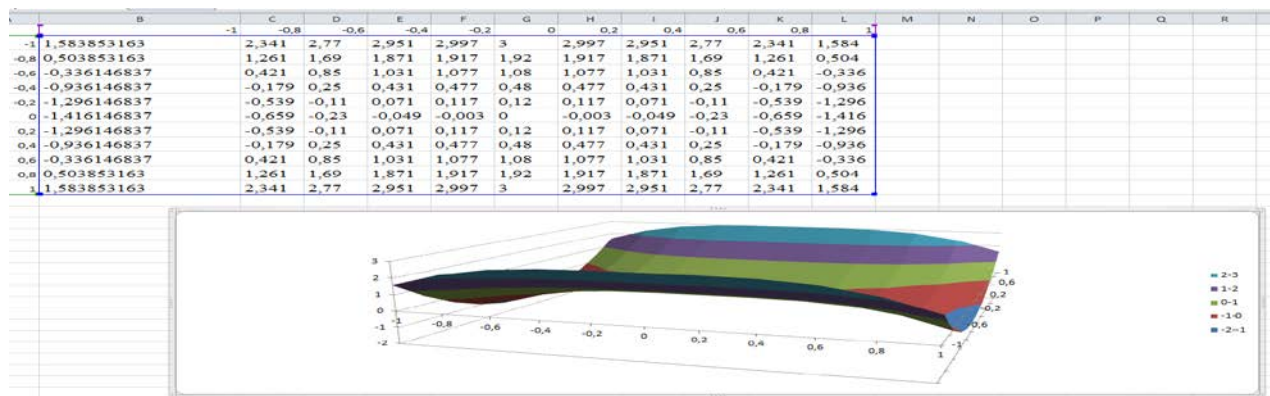 B C D E F G H I J K L M N O P Q R
-1 -0,8 -0,6 -0,4 -0,2 0 0,2 0,4 0,6 0,8 1
-1 1,583853163 2,341 2,77 2,951 2,997 3 2,997 2,951 2,77 2,341 1,584
-0,8 0,503853163 1,261 1,69 1,871 1,917 1,92 1,917 1,871 1,69 1,261 0,504
-0,6 -0,336146837 0,421 0,85 1,031 1,077 1,08 1,077 1,031 0,85 0,421 -0,336
-0,4 -0,936146837 -0,179 0,25 0,431 0,477 0,48 0,477 0,431 0,25 -0,179 -0,936
-0,2 -1,296146837 -0,539 -0,11 0,071 0,117 0,12 0,117 0,071 -0,11 -0,539 -1,296
0 -1,416146837 -0,659 -0,23 -0,049 -0,003 0 -0,003 -0,049 -0,23 -0,659 -1,416
0,2 -1,296146837 -0,539 -0,11 0,071 0,117 0,12 0,117 0,071 -0,11 -0,539 -1,296
0,4 -0,936146837 -0,179 0,25 0,431 0,477 0,48 0,477 0,431 0,25 -0,179 -0,936
0,6 -0,336146837 0,421 0,85 1,031 1,077 1,08 1,077 1,031 0,85 0,421 -0,336
0,8 0,503853163 1,261 1,69 1,871 1,917 1,92 1,917 1,871 1,69 1,261 0,504
1 1,583853163 2,341 2,77 2,951 2,997 3 2,997 2,951 2,77 2,341 1,584
3
2
1
0
-1
-2
-1 -0,8 -0,6 -0,4 -0,2 0 0,2 0,4 0,6 0,8 1
1
0,6
0,2
-0,2
-0,6
-1
2-3
1-2
0-1
-1-0
-2--1